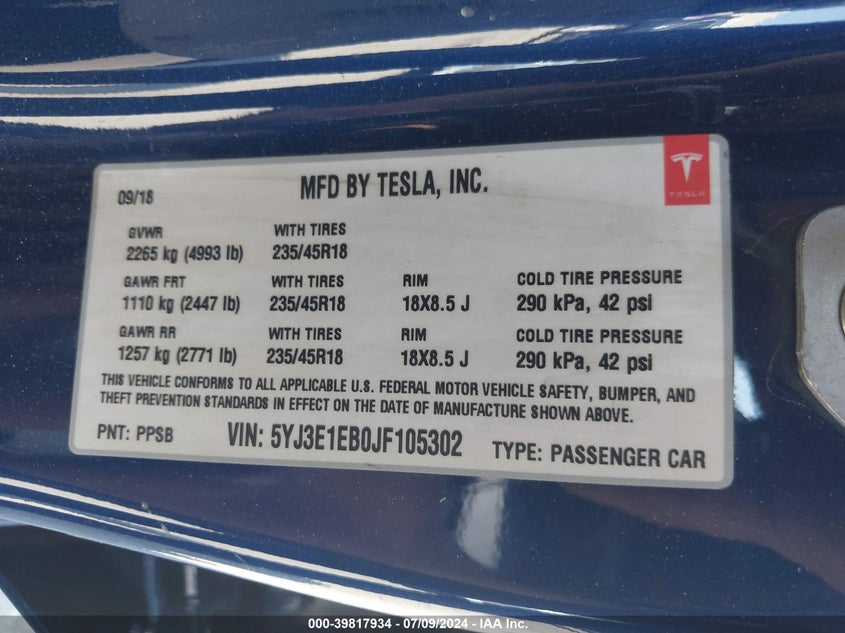 09/18
MFD BY TESLA, INC.
TESLA
GVWR WITH TIRES
2265 kg (4993 lb) 235/45R18
GAWR FRT WITH TIRES RIM COLD TIRE PRESSURE
1110 kg (2447 lb) 235/45R18 18X8.5 J 290 kPa, 42 psi
GAWR RR WITH TIRES RIM COLD TIRE PRESSURE
1257 kg (2771 lb) 235/45R18 18X8.5 J 290 kPa, 42 psi
THIS VEHICLE CONFORMS TO ALL APPLICABLE U.S. FEDERAL MOTOR VEHICLE SAFETY, BUMPER, AND
THEFT PREVENTION STANDARDS IN EFFECT ON THE DATE OF MANUFACTURE SHOWN ABOVE.
PNT: PPSB VIN: 5YJ3E1EB0JF105302 TYPE: PASSENGER CAR
000-39817934 - 07/09/2024 - IAA Inc.